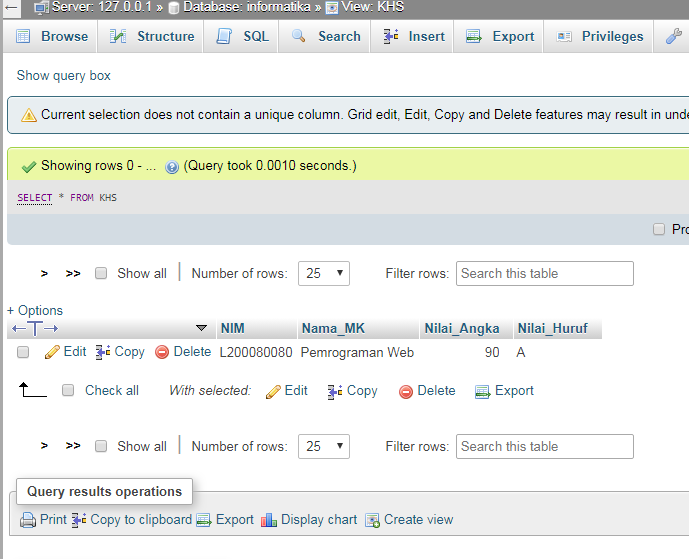 Server: 127.0.0.1 » Database: informatika » View: KHS
Browse Structure SQL Search Insert Export Privileges
Show query box
Current selection does not contain a unique column. Grid edit, Edit, Copy and Delete features may result in unde
Showing rows 0 - ... (Query took 0.0010 seconds.)
SELECT * FROM KHS
Pro
> >> Show all Number of rows: 25 Filter rows: Search this table
+ Options
←T→ NIM Nama_MK Nilai_Angka Nilai_Huruf
Edit Copy Delete L200080080 Pemrograman Web 90 A
Check all With selected: Edit Copy Delete Export
> >> Show all Number of rows: 25 Filter rows: Search this table
Query results operations
Print Copy to clipboard Export Display chart Create view